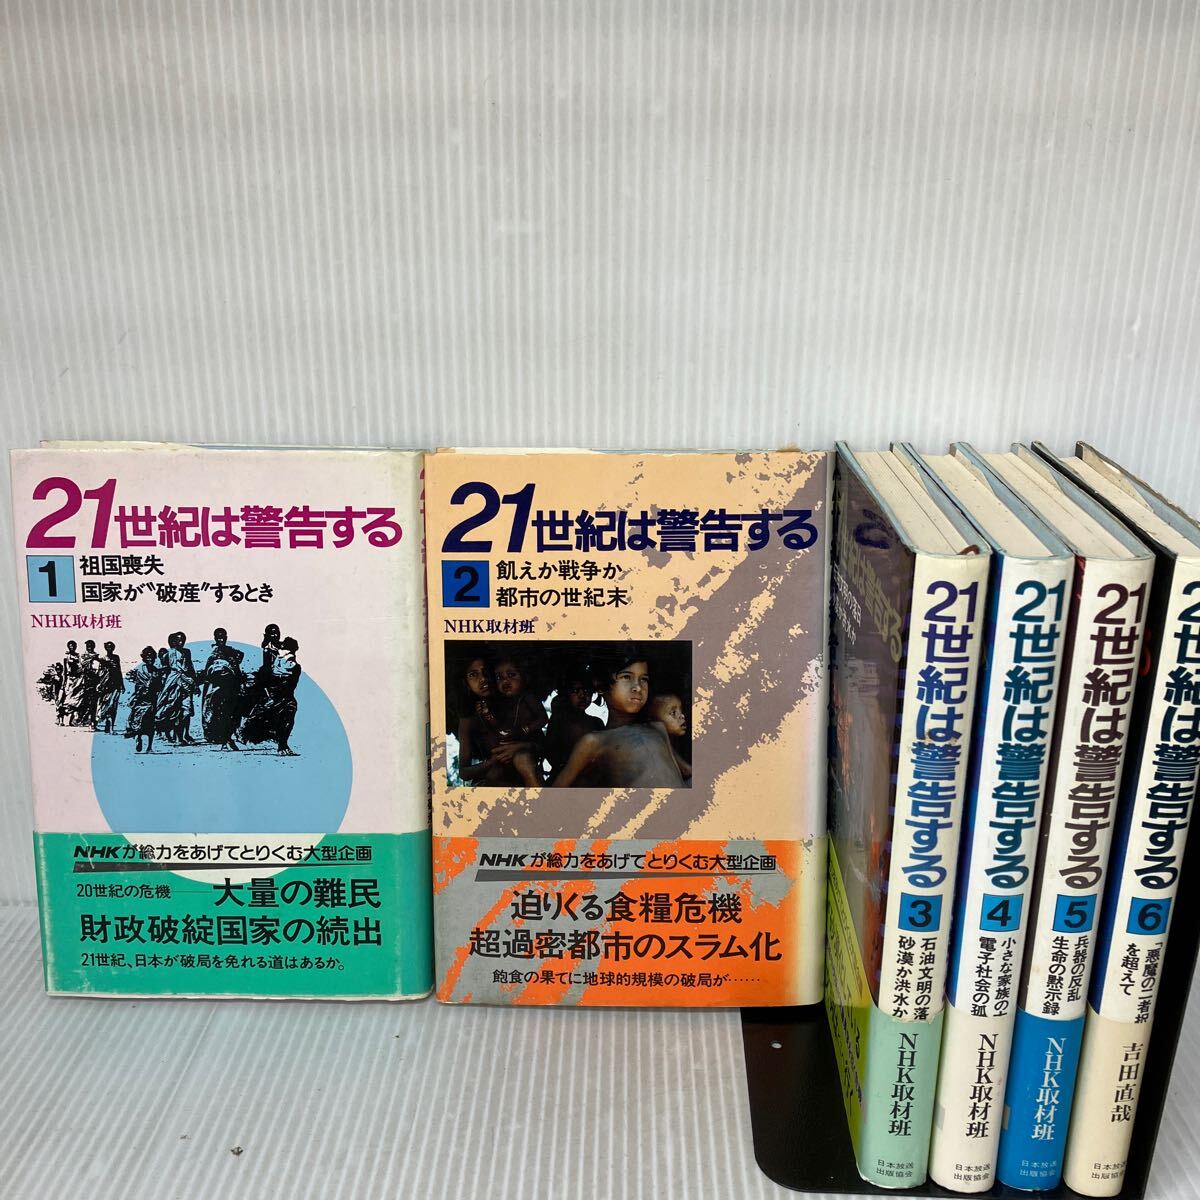 21世紀は警告する
1
祖国喪失
国家が〝破産〟するとき
NHK取材班
NHKが総力をあげてとりくむ大型企画
20世紀の危機——大量の難民
財政破綻国家の続出
21世紀、日本が破局を免れる道はあるか。
21世紀は警告する
2
飢えか戦争か
都市の世紀末
NHK取材班
NHKが総力をあげてとりくむ大型企画
迫りくる食糧危機
超過密都市のスラム化
飽食の果てに地球的規模の破局が……
21世紀は警告する
3
石油文明の落
砂漠か洪水か
NHK取材班
日本放送
出版協会
21世紀は警告する
4
小さな家族の
電子社会の孤
NHK取材班
日本放送
出版協会
21世紀は警告する
5
兵器の反乱
生命の黙示録
NHK取材班
日本放送
出版協会
21世紀は警告する
6
「悪魔の二者択
を超えて
吉田直哉
日本放送
出版協会